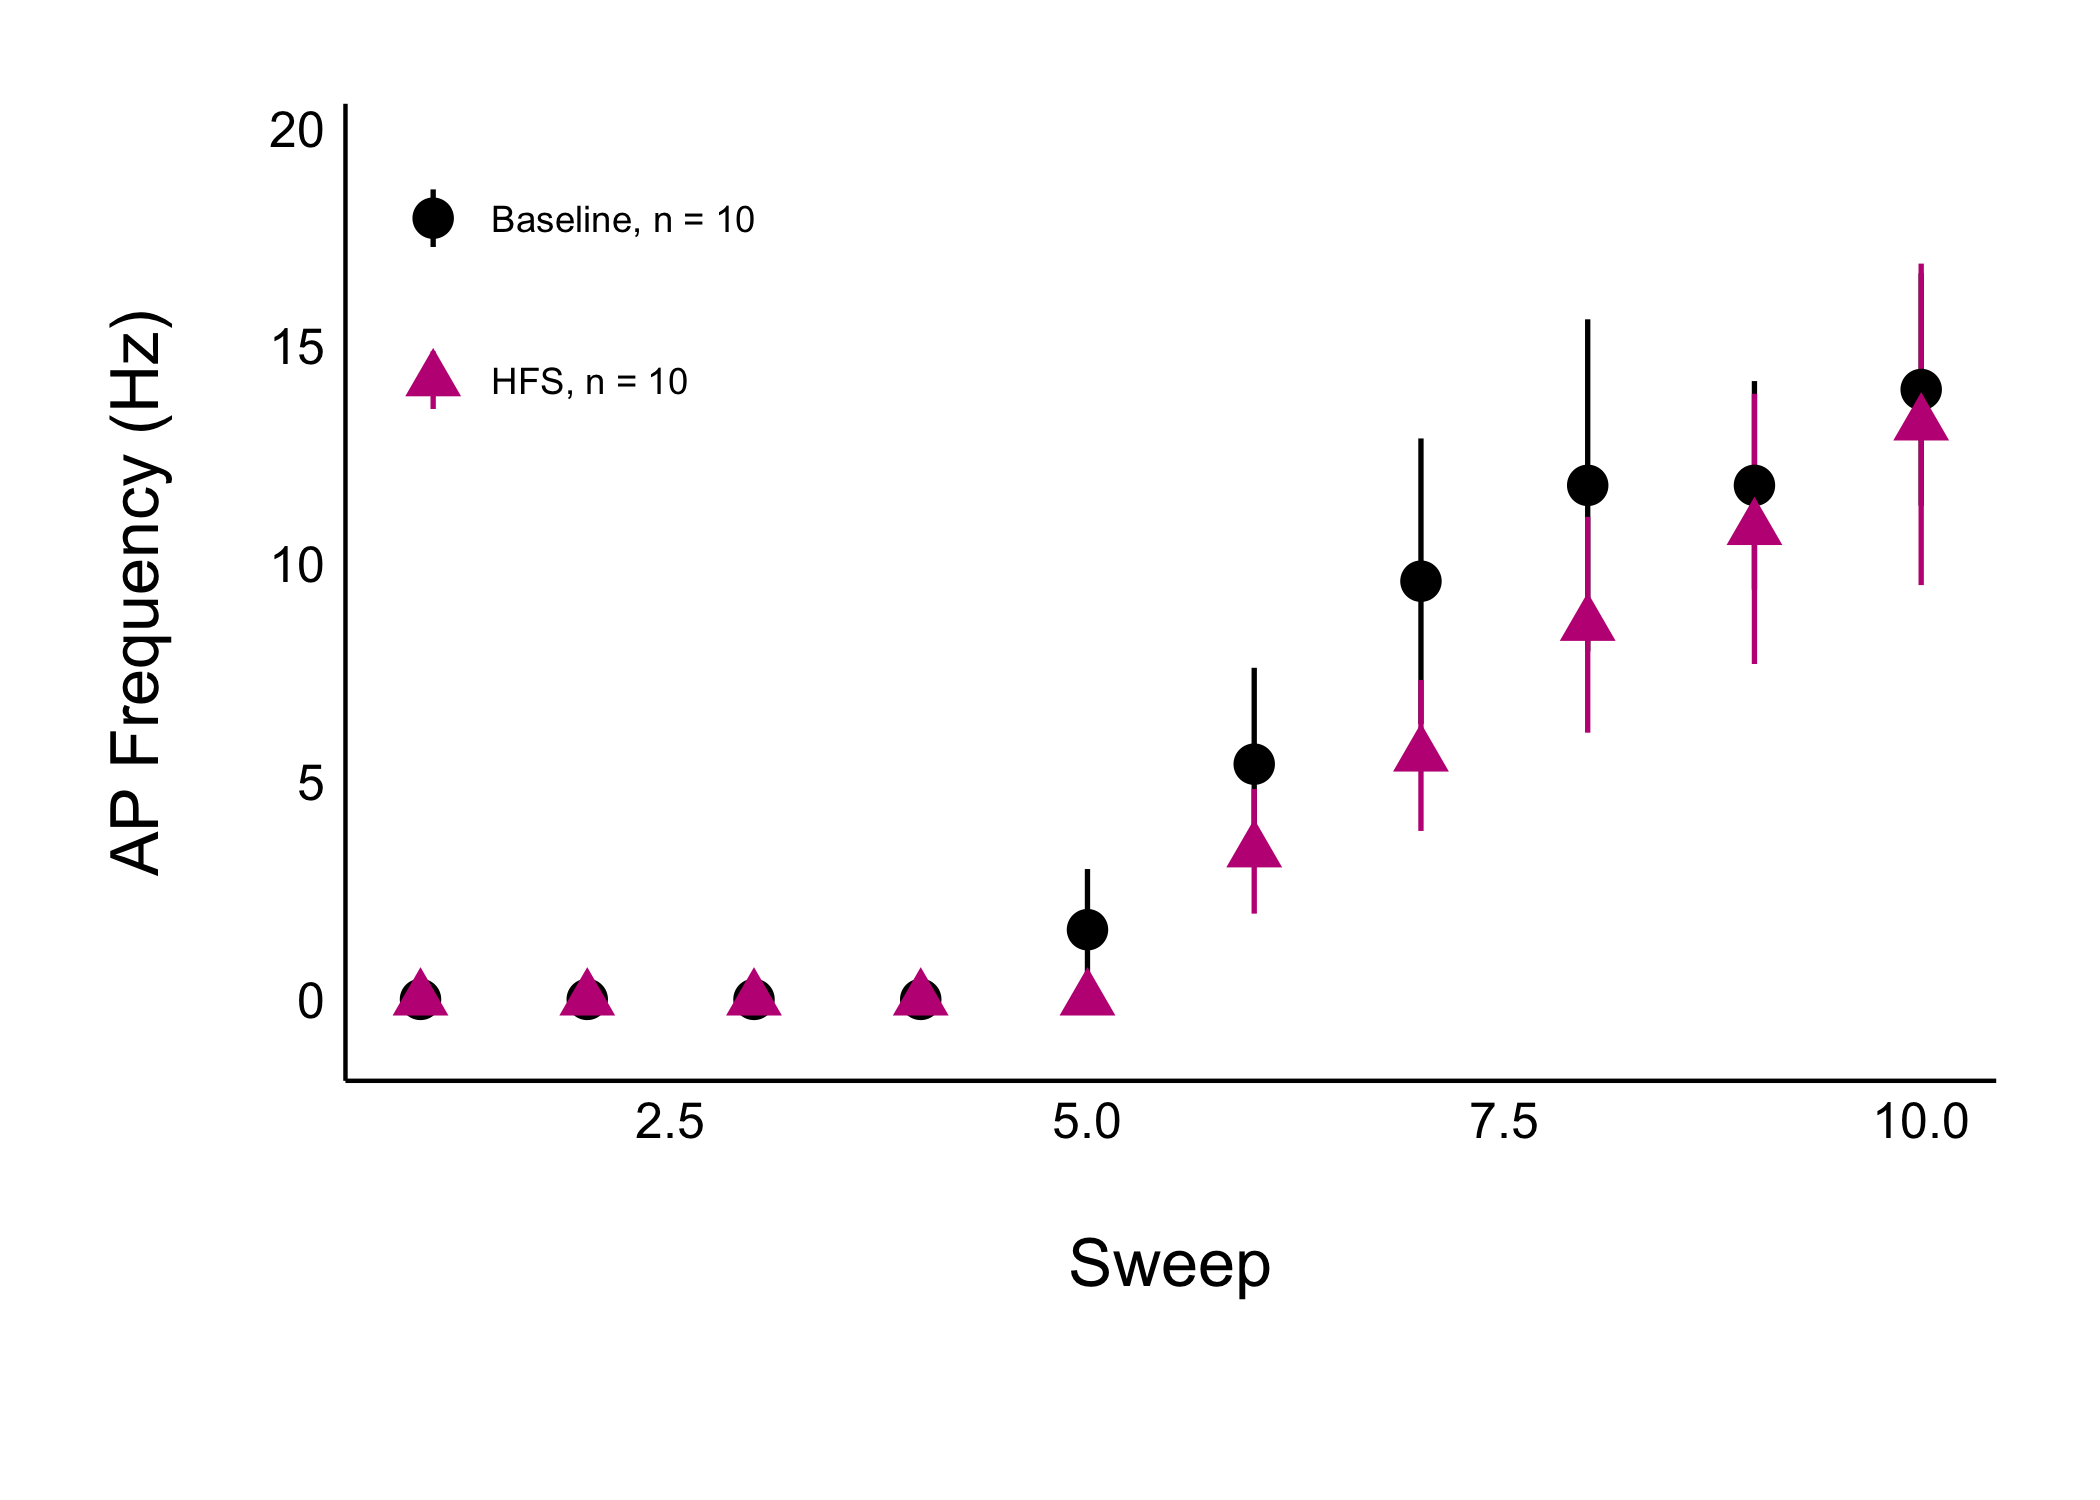 20
Baseline, n = 10
15
HFS, n = 10
10
5
0
AP Frequency (Hz)
2.5 5.0 7.5 10.0
Sweep